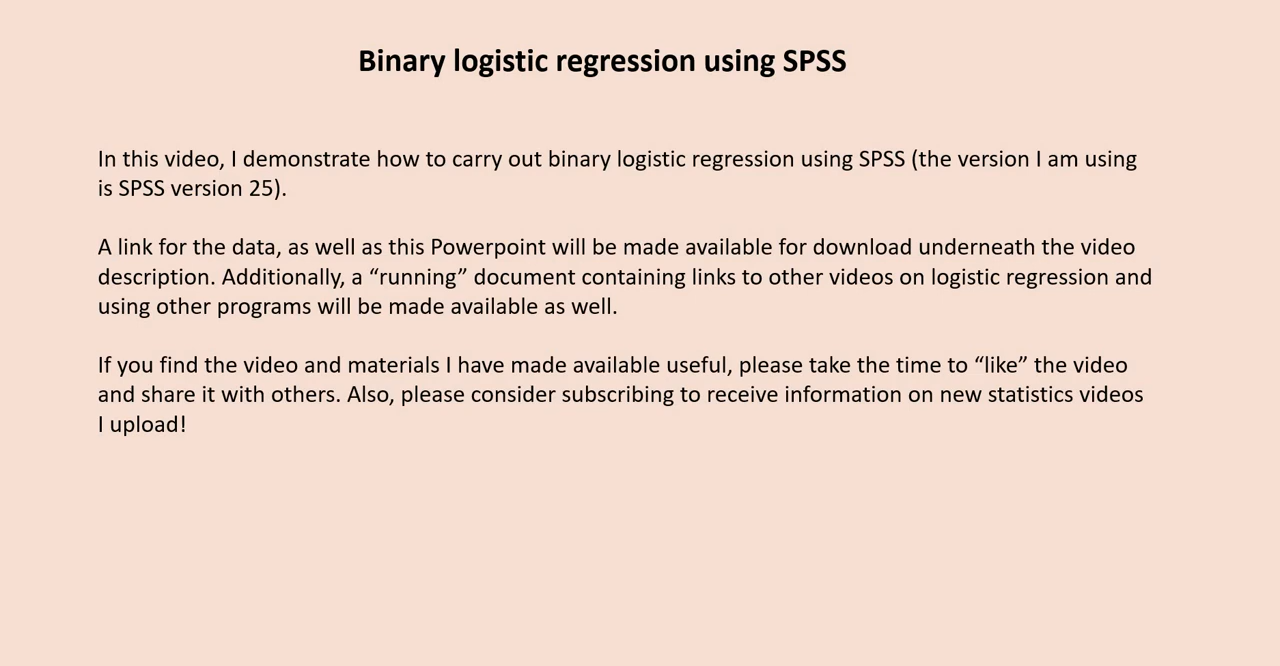 Binary logistic regression using SPSS
In this video, I demonstrate how to carry out binary logistic regression using SPSS (the version I am using
is SPSS version 25).
A link for the data, as well as this Powerpoint will be made available for download underneath the video
description. Additionally, a “running” document containing links to other videos on logistic regression and
using other programs will be made available as well.
If you find the video and materials I have made available useful, please take the time to “like” the video
and share it with others. Also, please consider subscribing to receive information on new statistics videos
I upload!